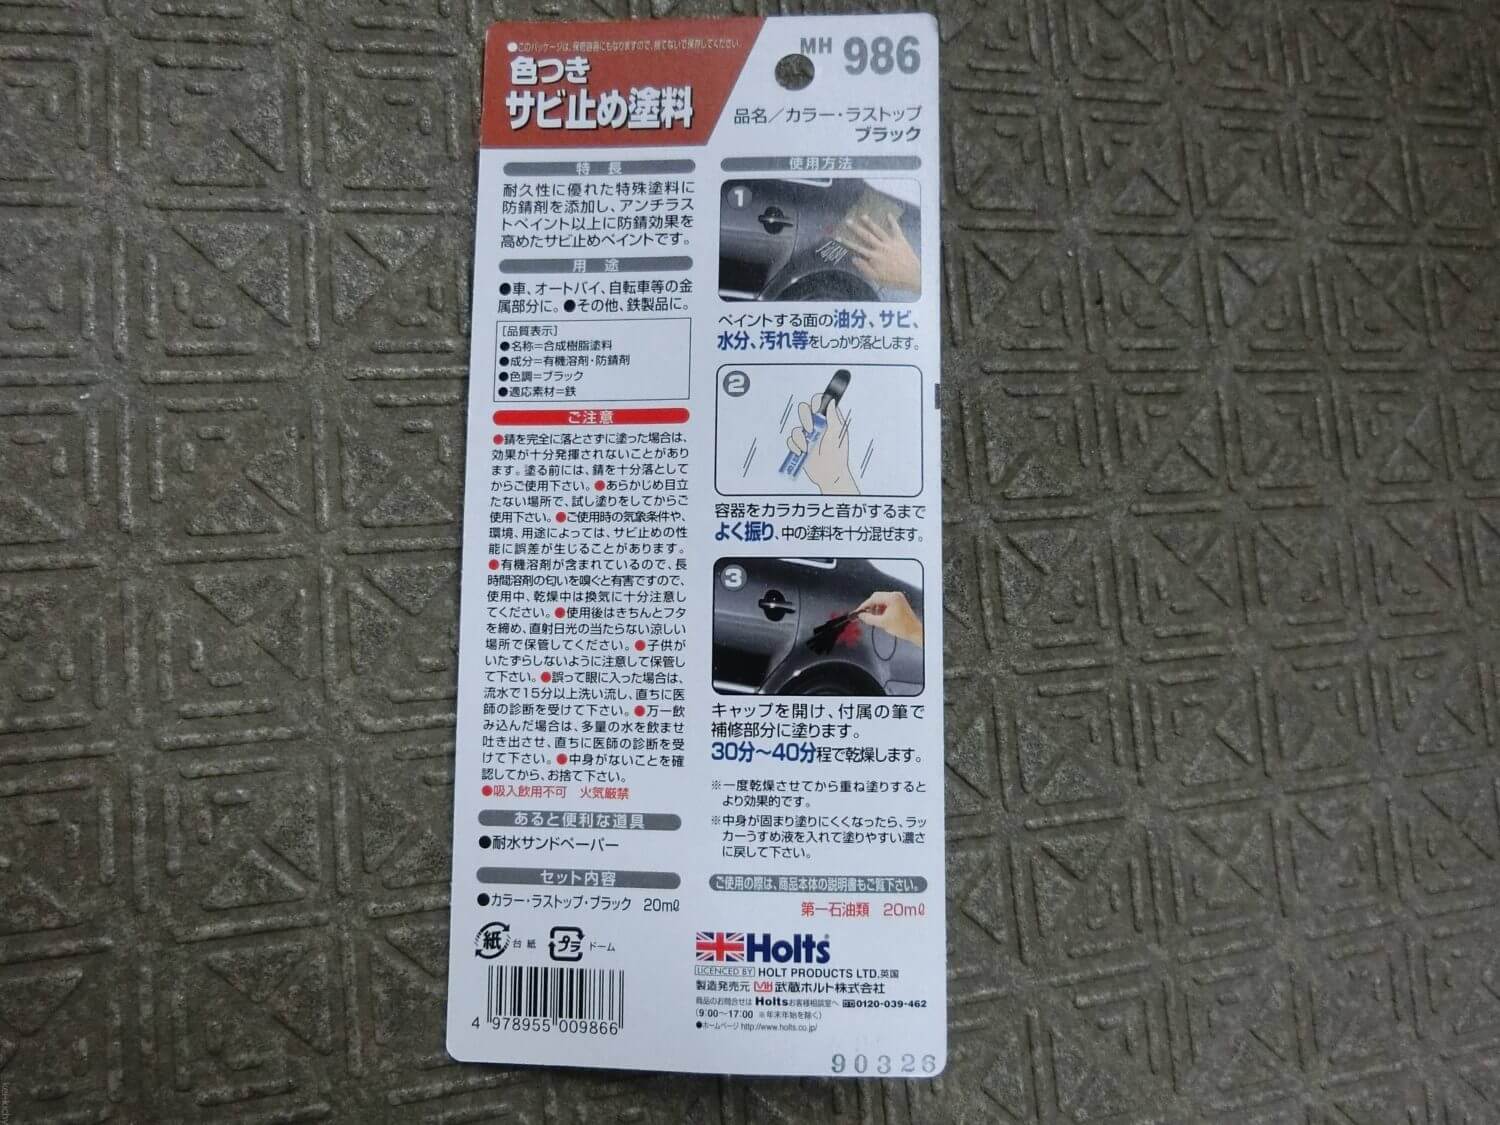 ●このパッケージは、保管容器にもなりますので、捨てないで保存してください。
色つき
サビ止め塗料
MH 986
品名／カラー・ラストップ
ブラック
特 長
耐久性に優れた特殊塗料に
防錆剤を添加し、アンチラス
トペイント以上に防錆効果を
高めたサビ止めペイントです。
用 途
●車、オートバイ、自転車等の金
属部分に。●その他、鉄製品に。
［品質表示］
●名称=合成樹脂塗料
●成分=有機溶剤・防錆剤
●色調=ブラック
●適応素材=鉄
ご注意
●錆を完全に落とさずに塗った場合は、
効果が十分発揮されないことがあり
ます。塗る前には、錆を十分落として
からご使用下さい。●あらかじめ目立
たない場所で、試し塗りをしてからご
使用下さい。●ご使用時の気象条件や、
環境、用途によっては、サビ止めの性
能に誤差が生じることがあります。
●有機溶剤が含まれているので、長
時間溶剤の匂いを嗅ぐと有害ですので、
使用中、乾燥中は換気に十分注意し
てください。●使用後はきちんとフタ
を締め、直射日光の当たらない涼しい
場所で保管してください。●子供が
いたずらしないように注意して保管し
て下さい。●誤って眼に入った場合は、
流水で15分以上洗い流し、直ちに医
師の診断を受けて下さい。●万一飲
み込んだ場合は、多量の水を飲ませ
吐き出させ、直ちに医師の診断を受
けて下さい。●中身がないことを確
認してから、お捨て下さい。
●吸入飲用不可 火気厳禁
あると便利な道具
●耐水サンドペーパー
セット内容
●カラー・ラストップ・ブラック 20mℓ
紙 台紙 プラ ドーム
4 978955 009866
使用方法
1
ペイントする面の油分、サビ、
水分、汚れ等をしっかり落とします。
2
容器をカラカラと音がするまで
よく振り、中の塗料を十分混ぜます。
3
キャップを開け、付属の筆で
補修部分に塗ります。
30分〜40分程で乾燥します。
※一度乾燥させてから重ね塗りすると
より効果的です。
※中身が固まり塗りにくくなったら、ラッ
カーうすめ液を入れて塗りやすい濃さ
に戻して下さい。
ご使用の際は、商品本体の説明書もご覧下さい。
第一石油類 20mℓ
Holts
LICENCED BY HOLT PRODUCTS LTD.英国
製造発売元 MH 武蔵ホルト株式会社
商品のお問合せは Holtsお客様相談室へ 0120-039-462
(9:00〜17:00 ※年末年始を除く)
●ホームページ http://www.holts.co.jp/
90326